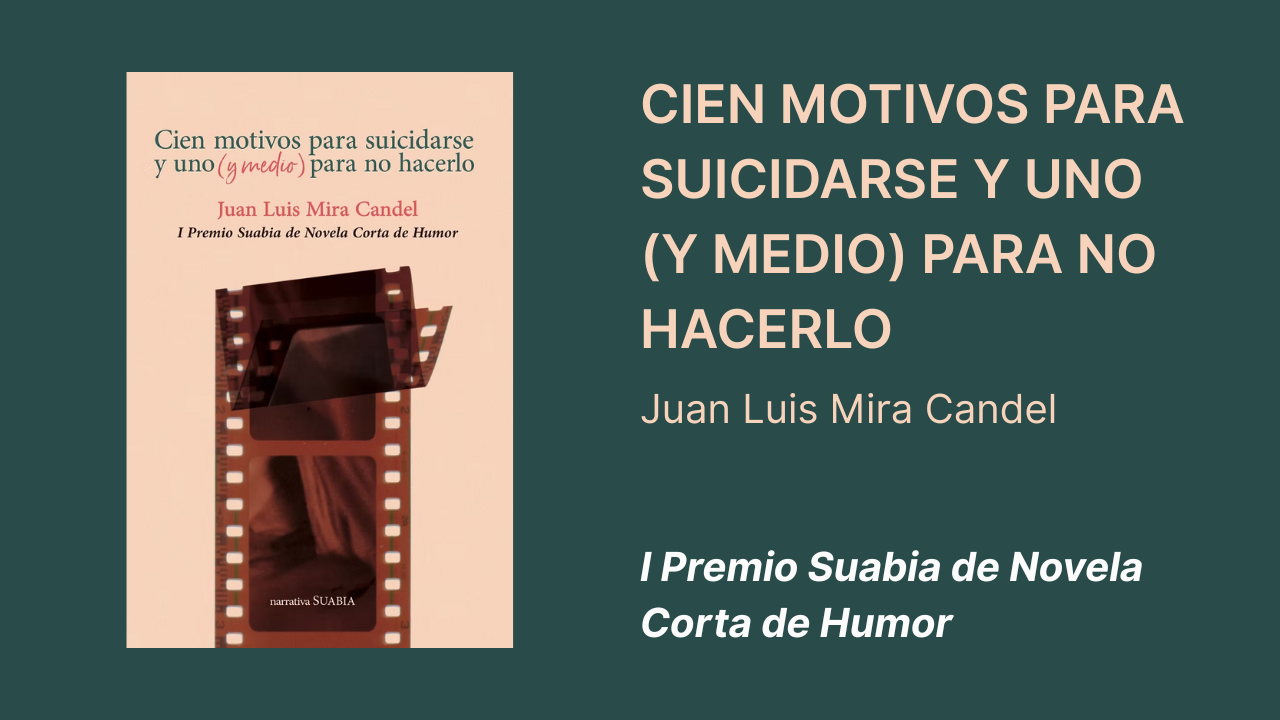 Cien motivos para suicidarse
y uno (y medio) para no hacerlo
Juan Luis Mira Candel
I Premio Suabia de Novela Corta de Humor
narrativa SUABIA
CIEN MOTIVOS PARA
SUICIDARSE Y UNO
(Y MEDIO) PARA NO
HACERLO
Juan Luis Mira Candel
I Premio Suabia de Novela
Corta de Humor